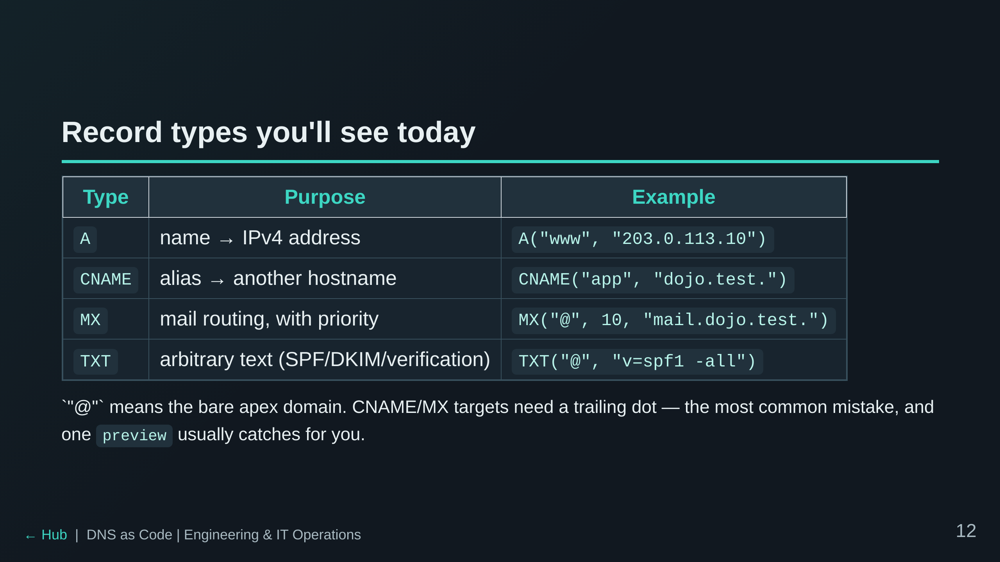 Record types you'll see today
Type Purpose Example
A name → IPv4 address A("www", "203.0.113.10")
CNAME alias → another hostname CNAME("app", "dojo.test.")
MX mail routing, with priority MX("@", 10, "mail.dojo.test.")
TXT arbitrary text (SPF/DKIM/verification) TXT("@", "v=spf1 -all")
`"@"` means the bare apex domain. CNAME/MX targets need a trailing dot — the most common mistake, and
one preview usually catches for you.
← Hub | DNS as Code | Engineering & IT Operations
12